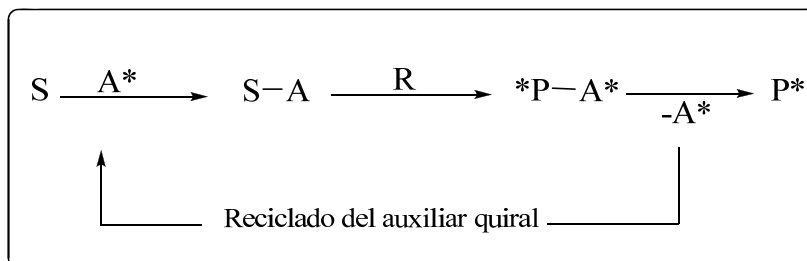 A* R
S S-A *P-A* P*
-A*
Reciclado del auxiliar quiral